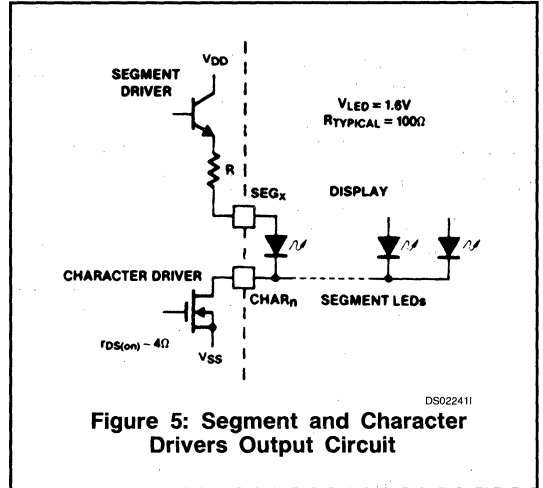 VDD
SEGMENT
DRIVER
VLED = 1.6V
RTYPICAL = 100Ω
R
SEGx
DISPLAY
CHARACTER DRIVER
CHARn
SEGMENT LEDs
rDS(on) ~ 4Ω
VSS
DS02241I
Figure 5: Segment and Character
Drivers Output Circuit